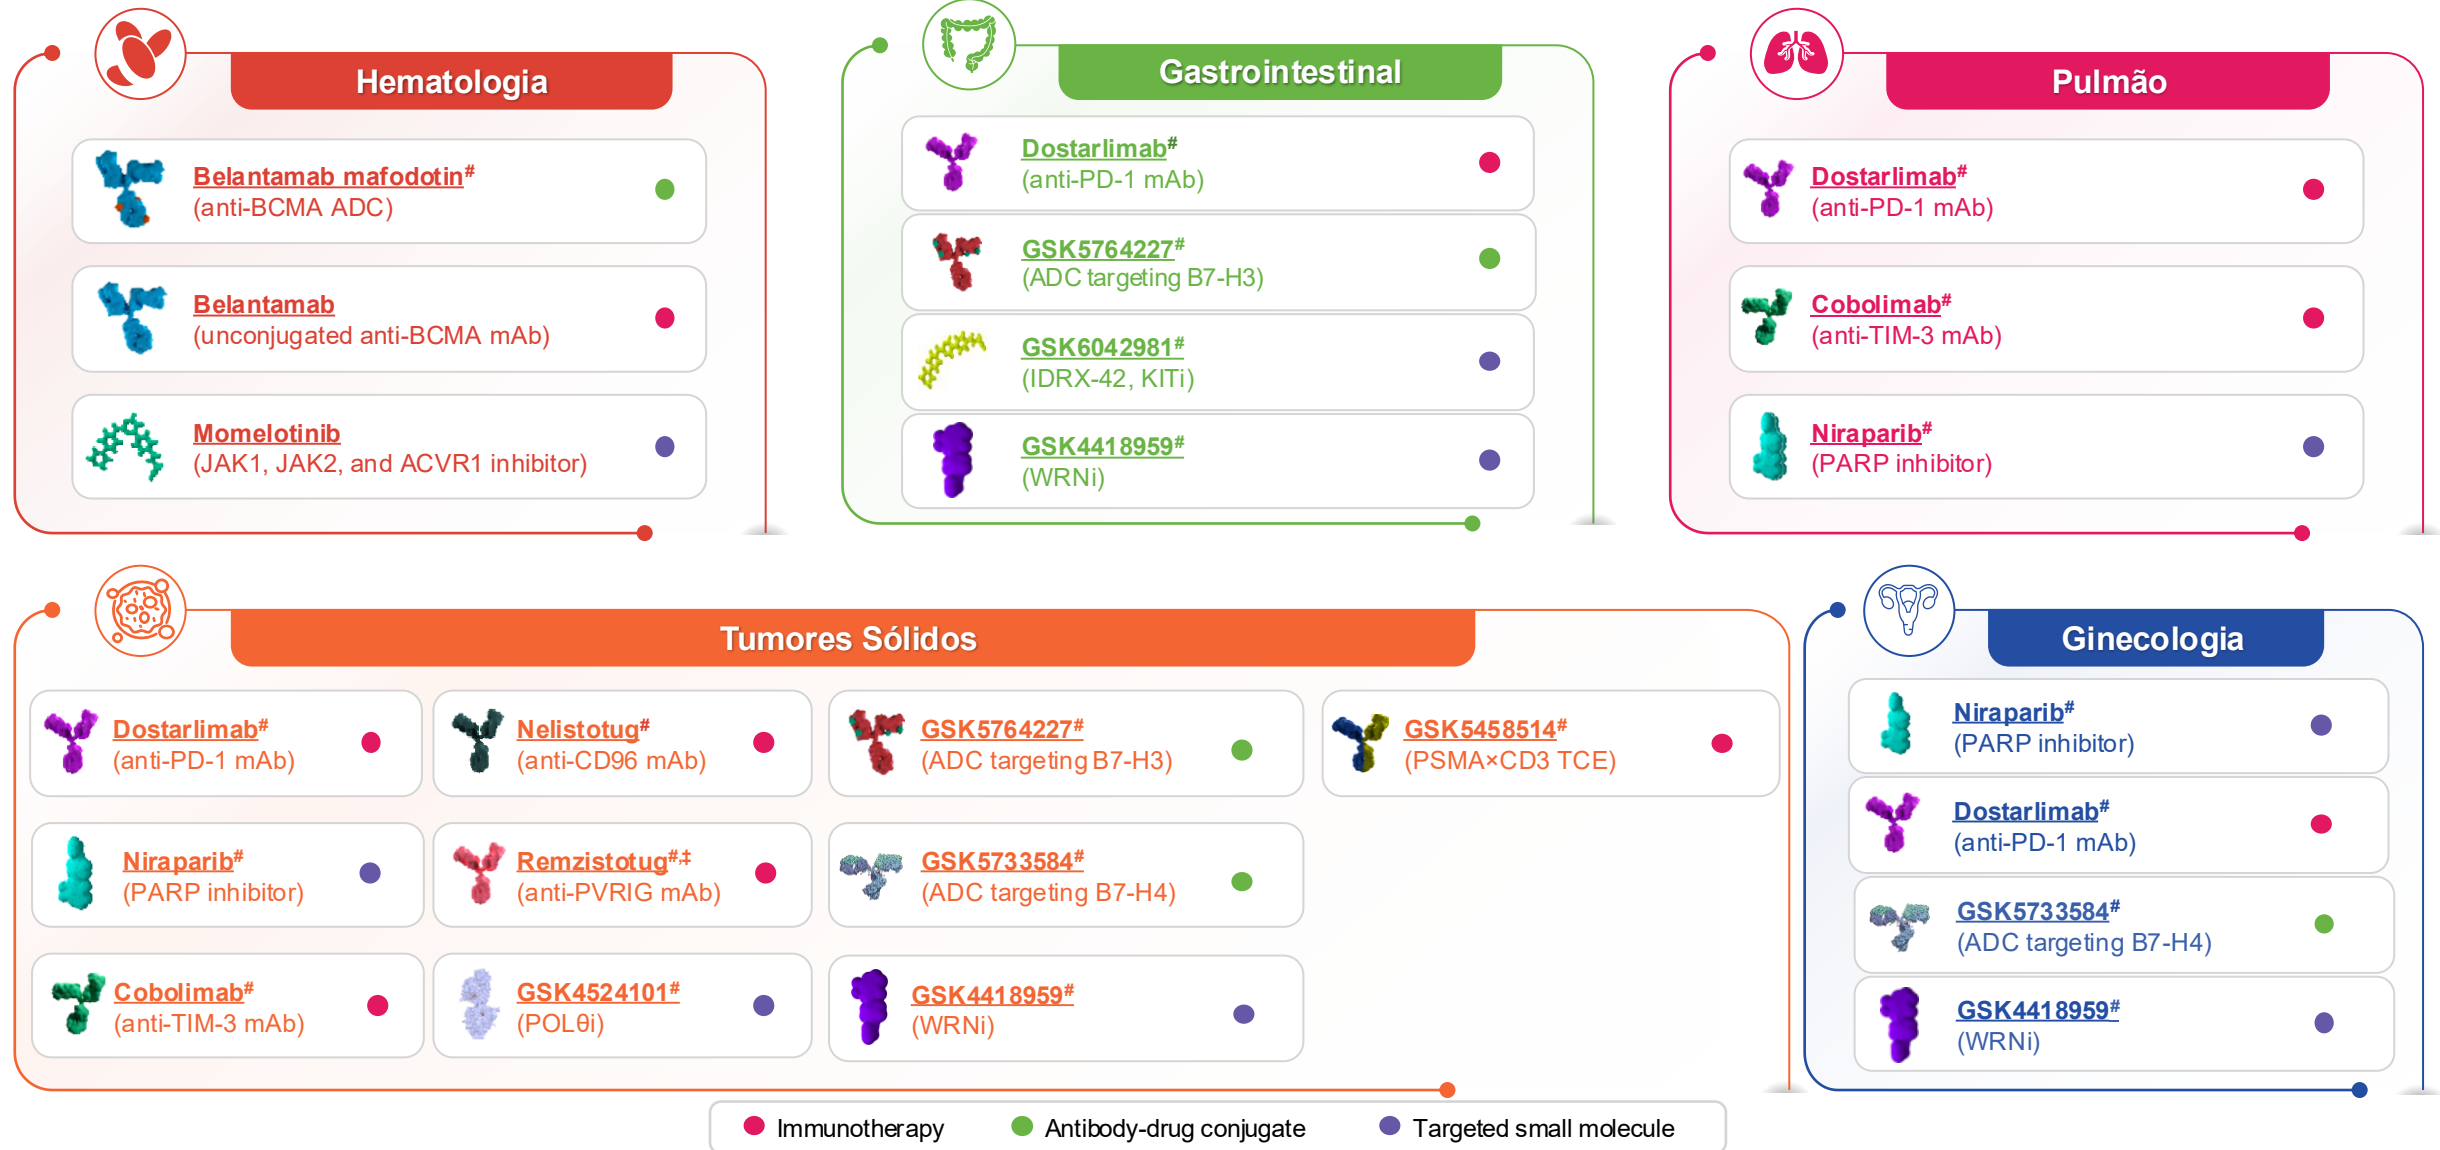 Hematologia
Belantamab mafodotin#
(anti-BCMA ADC)
Belantamab
(unconjugated anti-BCMA mAb)
Momelotinib
(JAK1, JAK2, and ACVR1 inhibitor)
Gastrointestinal
Dostarlimab#
(anti-PD-1 mAb)
GSK5764227#
(ADC targeting B7-H3)
GSK6042981#
(IDRX-42, KITi)
GSK4418959#
(WRNi)
Pulmão
Dostarlimab#
(anti-PD-1 mAb)
Cobolimab#
(anti-TIM-3 mAb)
Niraparib#
(PARP inhibitor)
Tumores Sólidos
Dostarlimab#
(anti-PD-1 mAb)
Niraparib#
(PARP inhibitor)
Cobolimab#
(anti-TIM-3 mAb)
Nelistotug#
(anti-CD96 mAb)
Remzistotug#,‡
(anti-PVRIG mAb)
GSK4524101#
(POLθi)
GSK5764227#
(ADC targeting B7-H3)
GSK5733584#
(ADC targeting B7-H4)
GSK4418959#
(WRNi)
GSK5458514#
(PSMA×CD3 TCE)
Ginecologia
Niraparib#
(PARP inhibitor)
Dostarlimab#
(anti-PD-1 mAb)
GSK5733584#
(ADC targeting B7-H4)
GSK4418959#
(WRNi)
Immunotherapy
Antibody-drug conjugate
Targeted small molecule